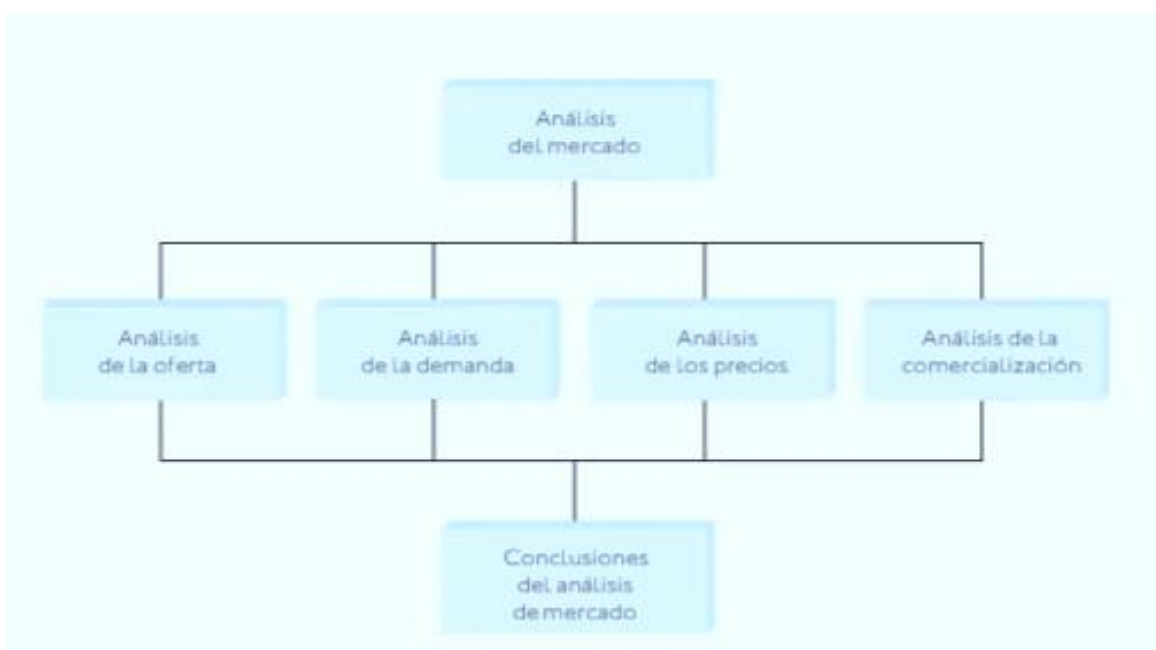 Análisis
del mercado
Análisis
de la oferta
Análisis
de la demanda
Análisis
de los precios
Análisis de la
comercialización
Conclusiones
del análisis
de mercado